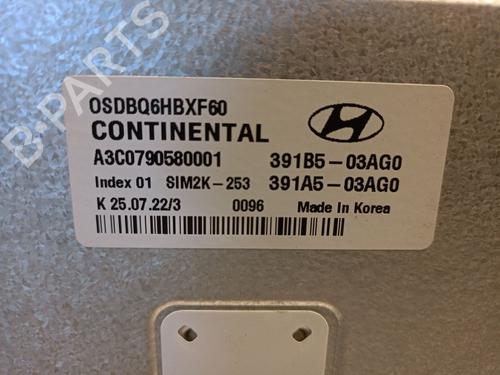 B-PARTS
OSDBQ6HBXF60
CONTINENTAL
A3C0790580001 391B5-03AG0
Index 01 SIM2K-253 391A5-03AG0
K 25.07.22/3 0096 Made In Korea